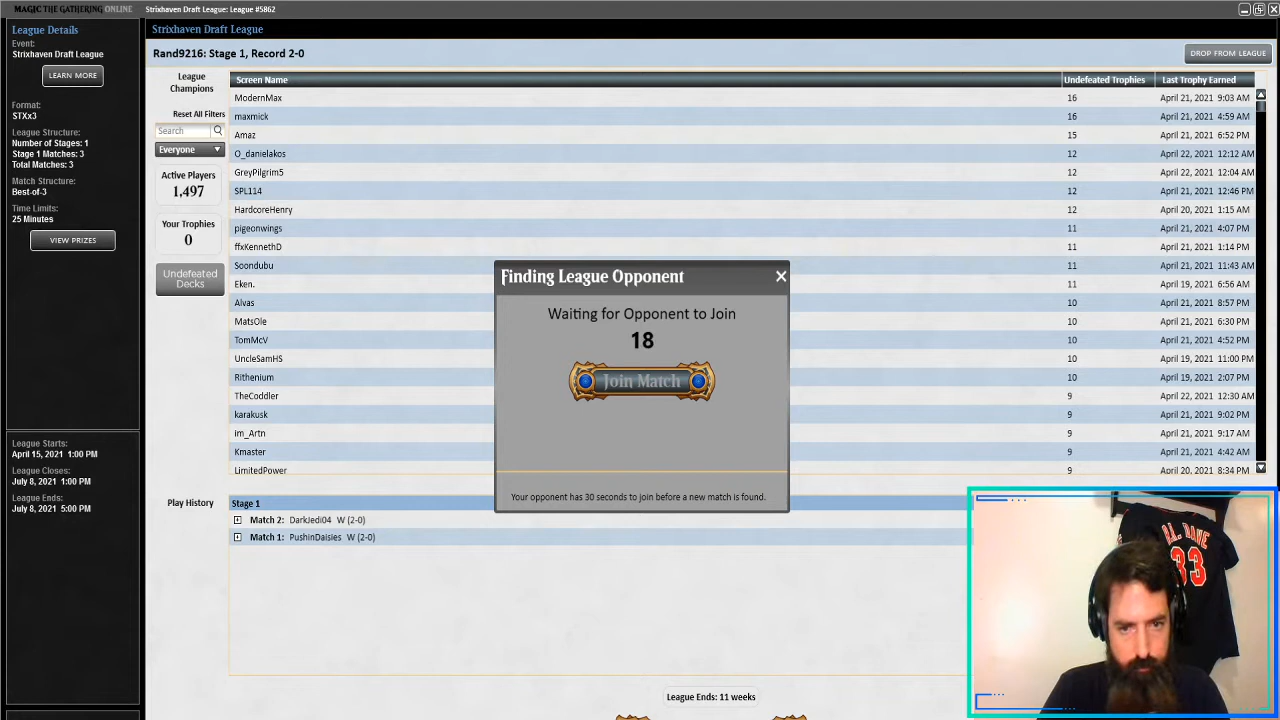 MAGIC THE GATHERING ONLINE
Strixhaven Draft League: League #5862
League Details
Event:
Strixhaven Draft League
LEARN MORE
Format:
STXx3
League Structure:
Number of Stages: 1
Stage 1 Matches: 3
Total Matches: 3
Match Structure:
Best-of-3
Time Limits:
25 Minutes
VIEW PRIZES
League Starts:
April 15, 2021 1:00 PM
League Closes:
July 8, 2021 1:00 PM
League Ends:
July 8, 2021 5:00 PM
Strixhaven Draft League
Rand9216: Stage 1, Record 2-0
DROP FROM LEAGUE
League
Champions
Reset All Filters
Search
Everyone
Active Players
1,497
Your Trophies
0
Undefeated
Decks
Screen Name Undefeated Trophies Last Trophy Earned
ModernMax 16 April 21, 2021 9:03 AM
maxmick 16 April 21, 2021 4:59 AM
Amaz 15 April 21, 2021 6:52 PM
O_danielakos 12 April 22, 2021 12:12 AM
GreyPilgrim5 12 April 22, 2021 12:04 AM
SPL114 12 April 21, 2021 12:46 PM
HardcoreHenry 12 April 20, 2021 1:15 AM
pigeonwings 11 April 21, 2021 4:07 PM
ffxKennethD 11 April 21, 2021 1:14 PM
Soondubu 11 April 21, 2021 11:43 AM
Eken. 11 April 19, 2021 6:56 AM
Alvas 10 April 21, 2021 8:57 PM
MatsOle 10 April 21, 2021 6:30 PM
TomMcV 10 April 21, 2021 4:52 PM
UncleSamHS 10 April 19, 2021 11:00 PM
Rithenium 10 April 19, 2021 2:07 PM
TheCoddler 9 April 22, 2021 12:30 AM
karakusk 9 April 21, 2021 9:02 PM
im_Artn 9 April 21, 2021 9:17 AM
Kmaster 9 April 21, 2021 4:42 AM
LimitedPower 9 April 20, 2021 8:34 PM
Finding League Opponent
Waiting for Opponent to Join
18
Join Match
Your opponent has 30 seconds to join before a new match is found.
Play History
Stage 1
Match 2: DarkJedi04 W (2-0)
Match 1: PushinDaisies W (2-0)
League Ends: 11 weeks
33